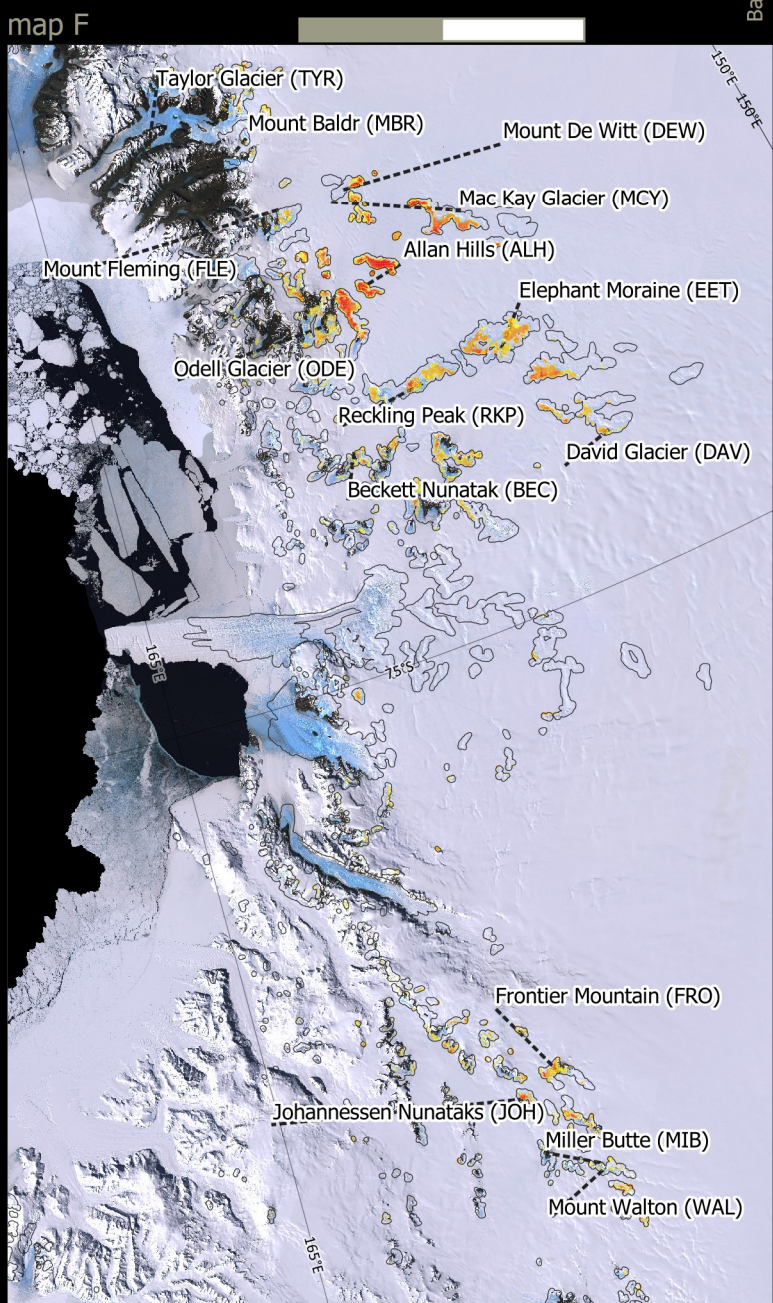 map F
Ba
150°E
150°E
Taylor Glacier (TYR)
Mount Baldr (MBR)
Mount De Witt (DEW)
Mac Kay Glacier (MCY)
Allan Hills (ALH)
Mount Fleming (FLE)
Elephant Moraine (EET)
Odell Glacier (ODE)
Reckling Peak (RKP)
David Glacier (DAV)
Beckett Nunatak (BEC)
165°E
75°S
Frontier Mountain (FRO)
Johannessen Nunataks (JOH)
Miller Butte (MIB)
Mount Walton (WAL)
165°E